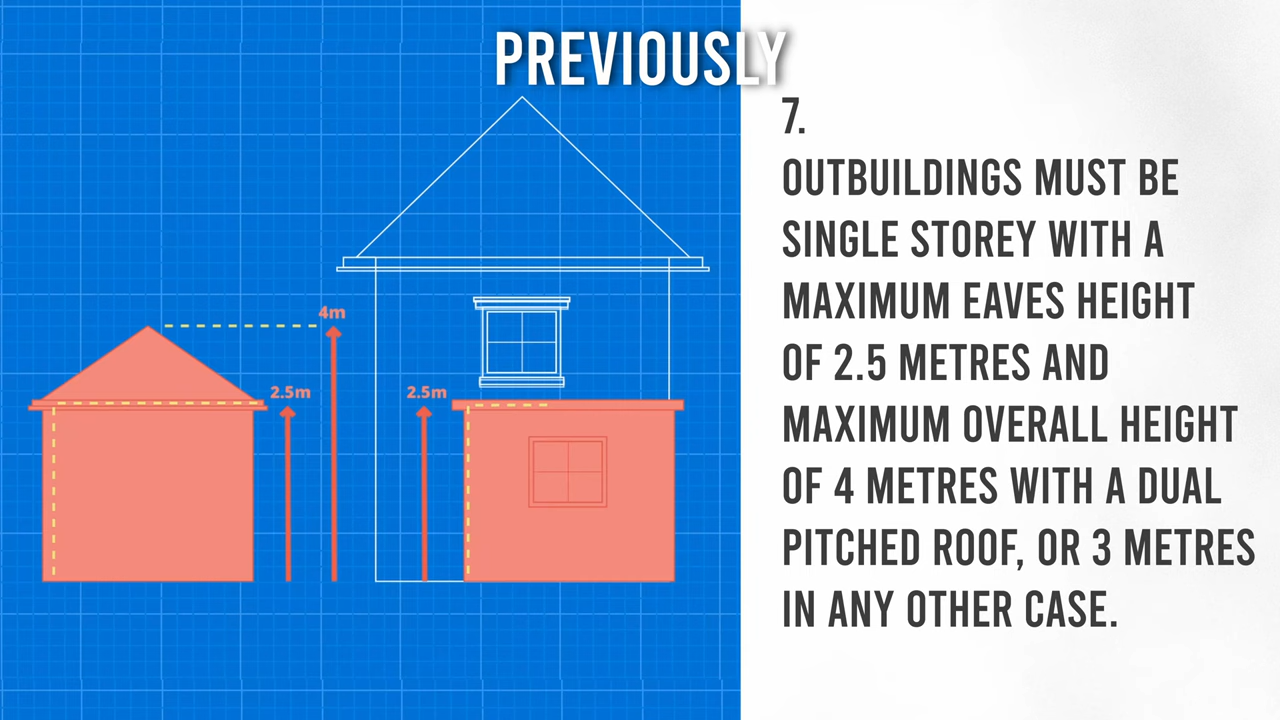 PREVIOUSLY
7.
OUTBUILDINGS MUST BE
SINGLE STOREY WITH A
MAXIMUM EAVES HEIGHT
OF 2.5 METRES AND
MAXIMUM OVERALL HEIGHT
OF 4 METRES WITH A DUAL
PITCHED ROOF, OR 3 METRES
IN ANY OTHER CASE.
4m
2.5m
2.5m